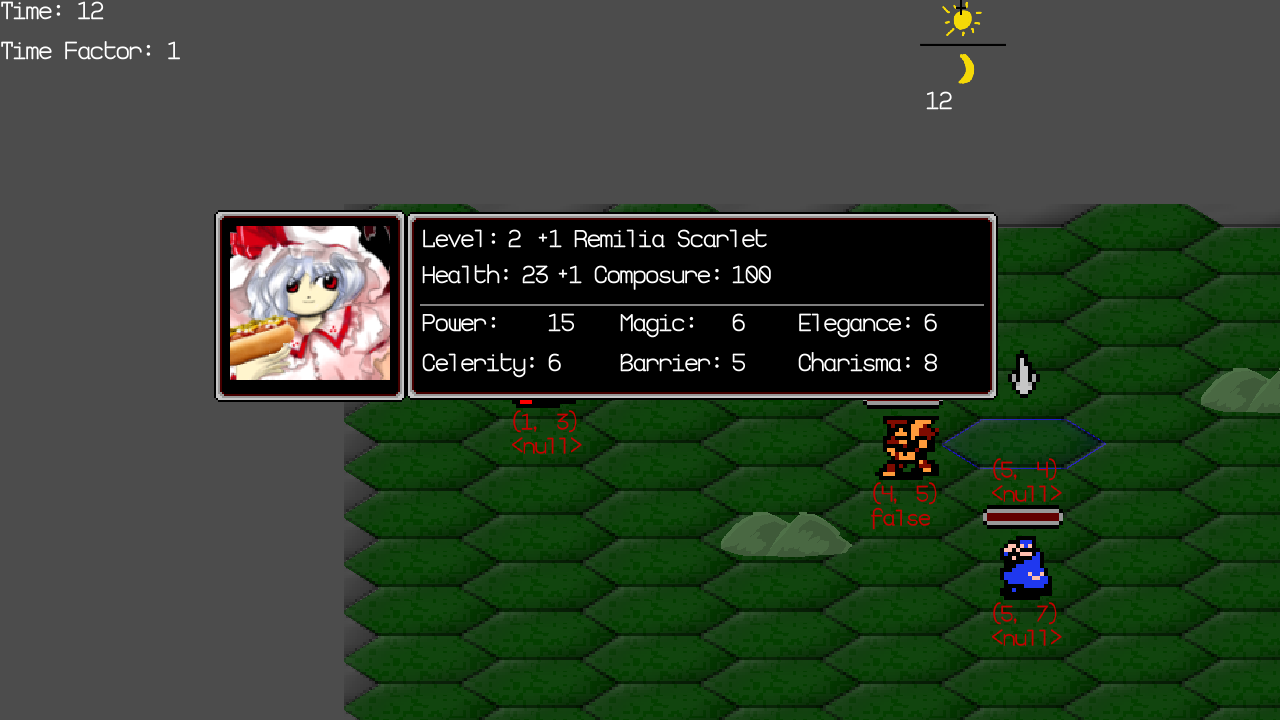 Time: 12
Time Factor: 1
12
Level: 2 +1 Remilia Scarlet
Health: 23 +1 Composure: 100
Power: 15 Magic: 6 Elegance: 6
Celerity: 6 Barrier: 5 Charisma: 8
(1, 3)
<null>
(5, 4)
<null>
(4, 5)
false
(5, 7)
<null>